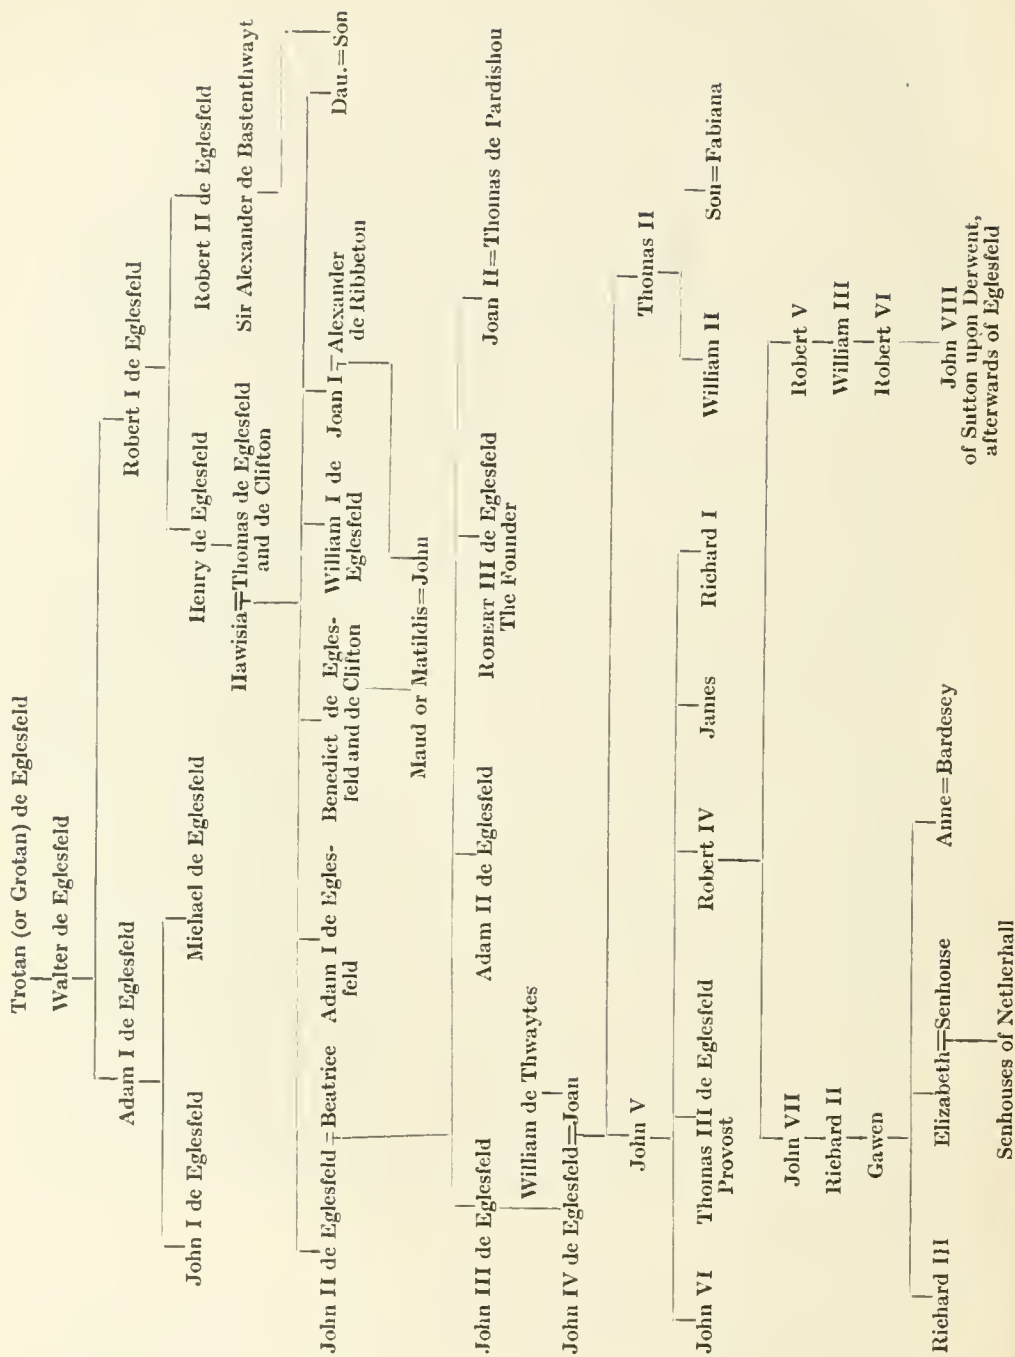 Trotan (or Grotan) de Eglesfeld
Walter de Eglesfeld
Adam I de Eglesfeld
Robert I de Eglesfeld
John I de Eglesfeld
Michael de Eglesfeld
Henry de Eglesfeld
Robert II de Eglesfeld
Hawisia=Thomas de Eglesfeld
and de Clifton
Sir Alexander de Bastenthwayt
John II de Eglesfeld=Beatrice
Adam I de Egles-
feld
Benedict de Egles-
feld and de Clifton
William I de
Eglesfeld
Joan I=Alexander
de Ribbeton
Dau.=Son
Maud or Matildis=John
John III de Eglesfeld
Adam II de Eglesfeld
ROBERT III de Eglesfeld
The Founder
Joan II=Thomas de Pardishou
William de Thwaytes
John IV de Eglesfeld=Joan
John V
Thomas II
John VI
Thomas III de Eglesfeld
Provost
Robert IV
James
Richard I
William II
Son=Fabiana
John VII
Robert V
Richard II
William III
Gawen
Robert VI
Richard III
Elizabeth=Senhouse
Anne=Bardesey
John VIII
of Sutton upon Derwent,
afterwards of Eglesfeld
Senhouses of Netherhall